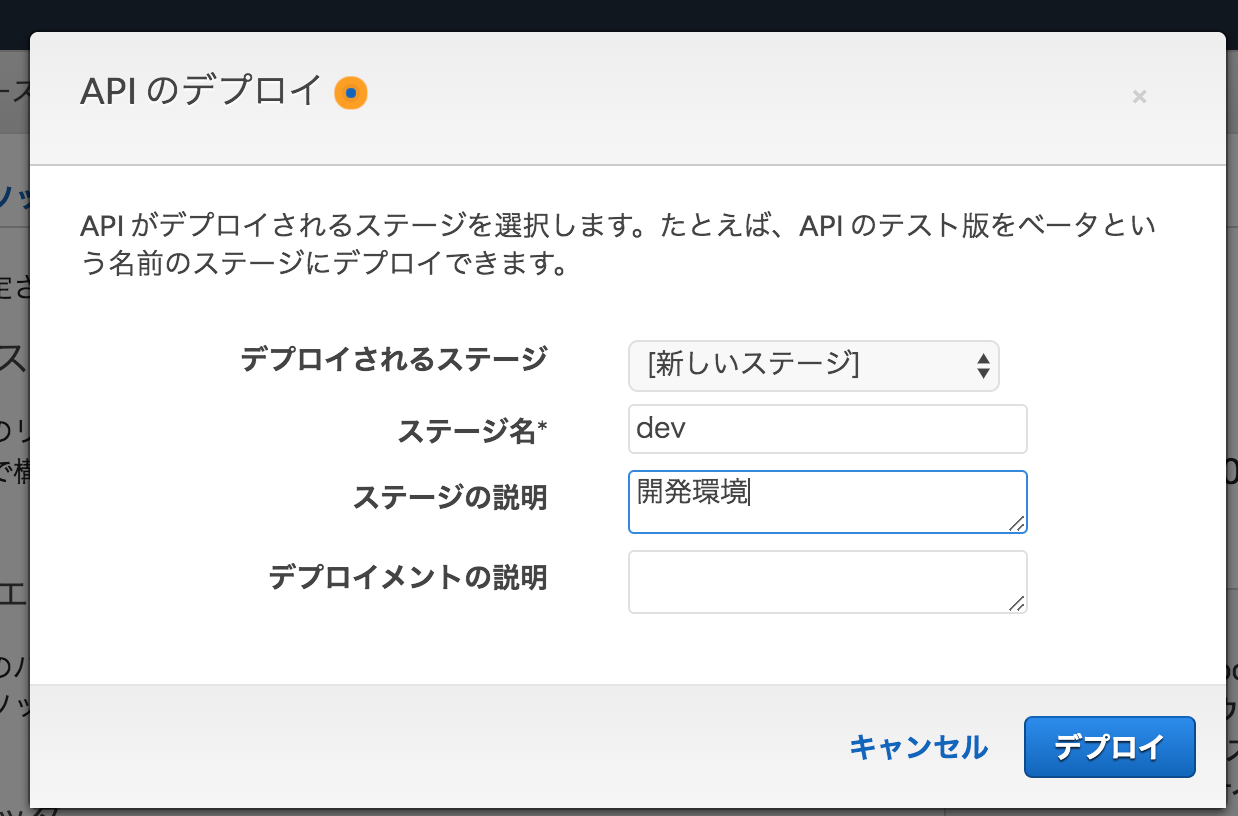 API のデプロイ
×
API がデプロイされるステージを選択します。たとえば、API のテスト版をベータとい
う名前のステージにデプロイできます。
デプロイされるステージ [新しいステージ]
ステージ名* dev
ステージの説明 開発環境
デプロイメントの説明
キャンセル デプロイ